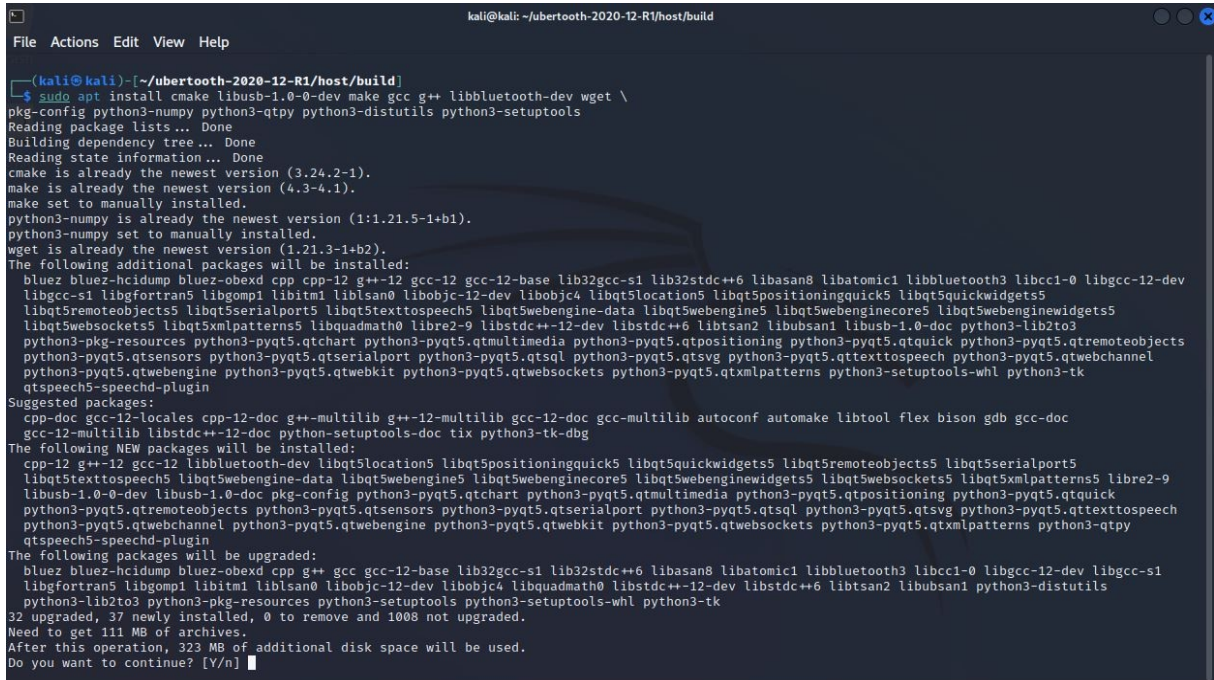 kali@kali: ~/ubertooth-2020-12-R1/host/build
File Actions Edit View Help
┌──(kali㉿kali)-[~/ubertooth-2020-12-R1/host/build]
└─$ sudo apt install cmake libusb-1.0-0-dev make gcc g++ libbluetooth-dev wget \
pkg-config python3-numpy python3-qtpy python3-distutils python3-setuptools
Reading package lists... Done
Building dependency tree... Done
Reading state information... Done
cmake is already the newest version (3.24.2-1).
make is already the newest version (4.3-4.1).
make set to manually installed.
python3-numpy is already the newest version (1:1.21.5-1+b1).
python3-numpy set to manually installed.
wget is already the newest version (1.21.3-1+b2).
The following additional packages will be installed:
bluez bluez-hcidump bluez-obexd cpp cpp-12 g++-12 gcc-12 gcc-12-base lib32gcc-s1 lib32stdc++6 libasan8 libatomic1 libbluetooth3 libcc1-0 libgcc-12-dev
libgcc-s1 libgfortran5 libgomp1 libitm1 liblsan0 libobjc-12-dev libobjc4 libqt5location5 libqt5positioningquick5 libqt5quickwidgets5
libqt5remoteobjects5 libqt5serialport5 libqt5texttospeech5 libqt5webengine-data libqt5webengine5 libqt5webenginecore5 libqt5webenginewidgets5
libqt5websockets5 libqt5xmlpatterns5 libquadmath0 libre2-9 libstdc++-12-dev libstdc++6 libtsan2 libubsan1 libusb-1.0-doc python3-lib2to3
python3-pkg-resources python3-pyqt5.qtchart python3-pyqt5.qtmultimedia python3-pyqt5.qtpositioning python3-pyqt5.qtquick python3-pyqt5.qtremoteobjects
python3-pyqt5.qtsensors python3-pyqt5.qtserialport python3-pyqt5.qtsql python3-pyqt5.qtsvg python3-pyqt5.qttexttospeech python3-pyqt5.qtwebchannel
python3-pyqt5.qtwebengine python3-pyqt5.qtwebkit python3-pyqt5.qtwebsockets python3-pyqt5.qtxmlpatterns python3-setuptools-whl python3-tk
qtspeech5-speechd-plugin
Suggested packages:
cpp-doc gcc-12-locales cpp-12-doc g++-multilib g++-12-multilib gcc-12-doc gcc-multilib autoconf automake libtool flex bison gdb gcc-doc
gcc-12-multilib libstdc++-12-doc python-setuptools-doc tix python3-tk-dbg
The following NEW packages will be installed:
cpp-12 g++-12 gcc-12 libbluetooth-dev libqt5location5 libqt5positioningquick5 libqt5quickwidgets5 libqt5remoteobjects5 libqt5serialport5
libqt5texttospeech5 libqt5webengine-data libqt5webengine5 libqt5webenginecore5 libqt5webenginewidgets5 libqt5websockets5 libqt5xmlpatterns5 libre2-9
libusb-1.0-0-dev libusb-1.0-doc pkg-config python3-pyqt5.qtchart python3-pyqt5.qtmultimedia python3-pyqt5.qtpositioning python3-pyqt5.qtquick
python3-pyqt5.qtremoteobjects python3-pyqt5.qtsensors python3-pyqt5.qtserialport python3-pyqt5.qtsql python3-pyqt5.qtsvg python3-pyqt5.qttexttospeech
python3-pyqt5.qtwebchannel python3-pyqt5.qtwebengine python3-pyqt5.qtwebkit python3-pyqt5.qtwebsockets python3-pyqt5.qtxmlpatterns python3-qtpy
qtspeech5-speechd-plugin
The following packages will be upgraded:
bluez bluez-hcidump bluez-obexd cpp g++ gcc gcc-12-base lib32gcc-s1 lib32stdc++6 libasan8 libatomic1 libbluetooth3 libcc1-0 libgcc-12-dev libgcc-s1
libgfortran5 libgomp1 libitm1 liblsan0 libobjc-12-dev libobjc4 libquadmath0 libstdc++-12-dev libstdc++6 libtsan2 libubsan1 python3-distutils
python3-lib2to3 python3-pkg-resources python3-setuptools python3-setuptools-whl python3-tk
32 upgraded, 37 newly installed, 0 to remove and 1008 not upgraded.
Need to get 111 MB of archives.
After this operation, 323 MB of additional disk space will be used.
Do you want to continue? [Y/n]